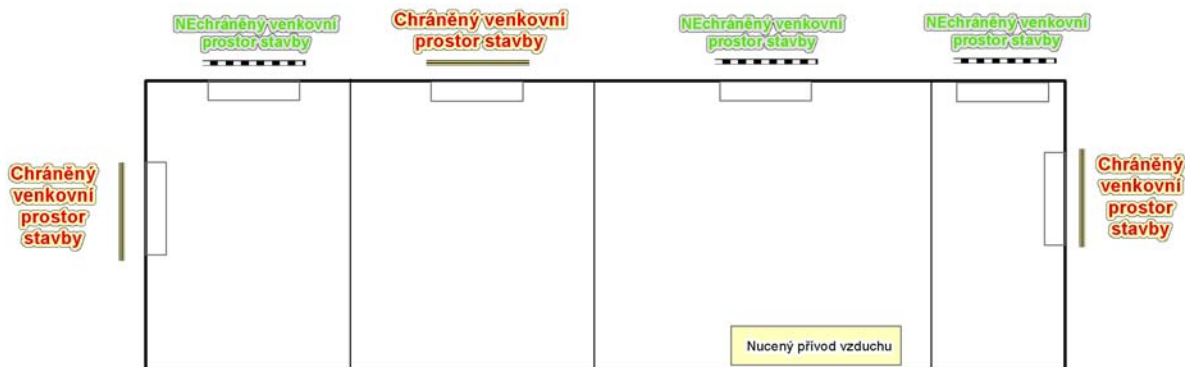 NEchráněný venkovní
prostor stavby
Chráněný venkovní
prostor stavby
NEchráněný venkovní
prostor stavby
NEchráněný venkovní
prostor stavby
Chráněný
venkovní
prostor
stavby
Chráněný
venkovní
prostor
stavby
Nucený přívod vzduchu